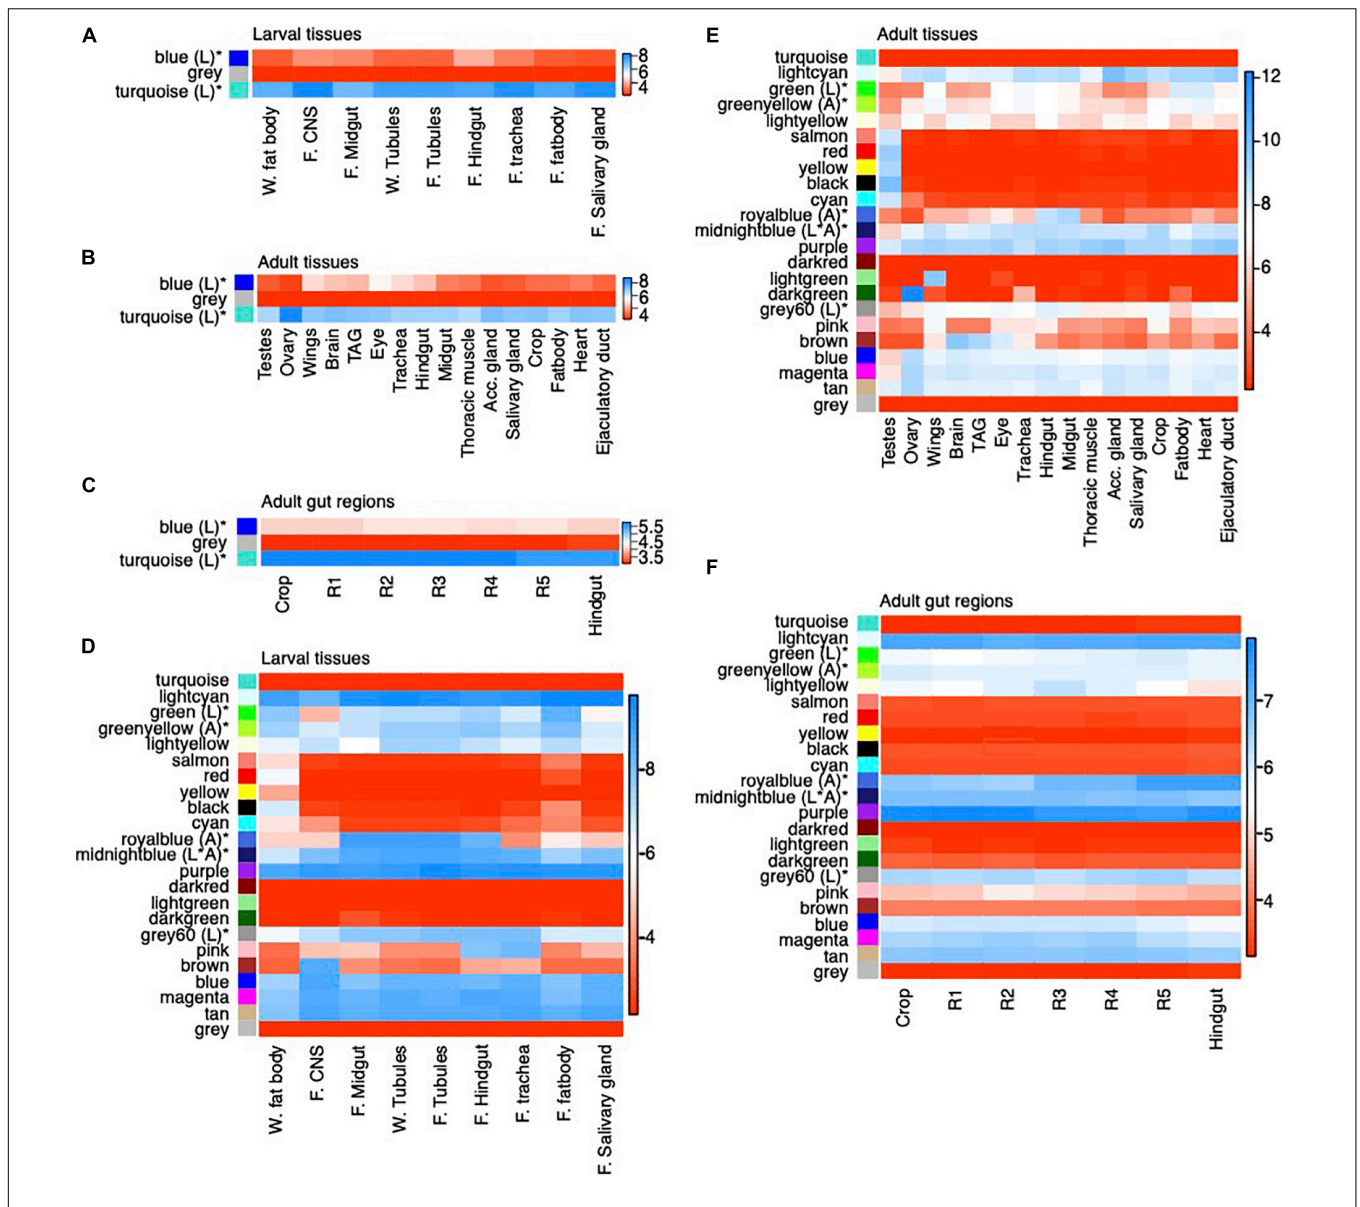 A
Larval tissues
blue (L)*
grey
turquoise (L)*
8
6
4
W. fat body
F. CNS
F. Midgut
W. Tubules
F. Tubules
F. Hindgut
F. trachea
F. fatbody
F. Salivary gland
B
Adult tissues
blue (L)*
grey
turquoise (L)*
8
6
4
Testes
Ovary
Wings
Brain
TAG
Eye
Trachea
Hindgut
Midgut
Thoracic muscle
Acc. gland
Salivary gland
Crop
Fatbody
Heart
Ejaculatory duct
C
Adult gut regions
blue (L)*
grey
turquoise (L)*
5.5
4.5
3.5
Crop
R1
R2
R3
R4
R5
Hindgut
D
Larval tissues
turquoise
lightcyan
green (L)*
greenyellow (A)*
lightyellow
salmon
red
yellow
black
cyan
royalblue (A)*
midnightblue (L*A)*
purple
darkred
lightgreen
darkgreen
grey60 (L)*
pink
brown
blue
magenta
tan
grey
8
6
4
W. fat body
F. CNS
F. Midgut
W. Tubules
F. Tubules
F. Hindgut
F. trachea
F. fatbody
F. Salivary gland
E
Adult tissues
turquoise
lightcyan
green (L)*
greenyellow (A)*
lightyellow
salmon
red
yellow
black
cyan
royalblue (A)*
midnightblue (L*A)*
purple
darkred
lightgreen
darkgreen
grey60 (L)*
pink
brown
blue
magenta
tan
grey
12
10
8
6
4
Testes
Ovary
Wings
Brain
TAG
Eye
Trachea
Hindgut
Midgut
Thoracic muscle
Acc. gland
Salivary gland
Crop
Fatbody
Heart
Ejaculatory duct
F
Adult gut regions
turquoise
lightcyan
green (L)*
greenyellow (A)*
lightyellow
salmon
red
yellow
black
cyan
royalblue (A)*
midnightblue (L*A)*
purple
darkred
lightgreen
darkgreen
grey60 (L)*
pink
brown
blue
magenta
tan
grey
7
6
5
4
Crop
R1
R2
R3
R4
R5
Hindgut